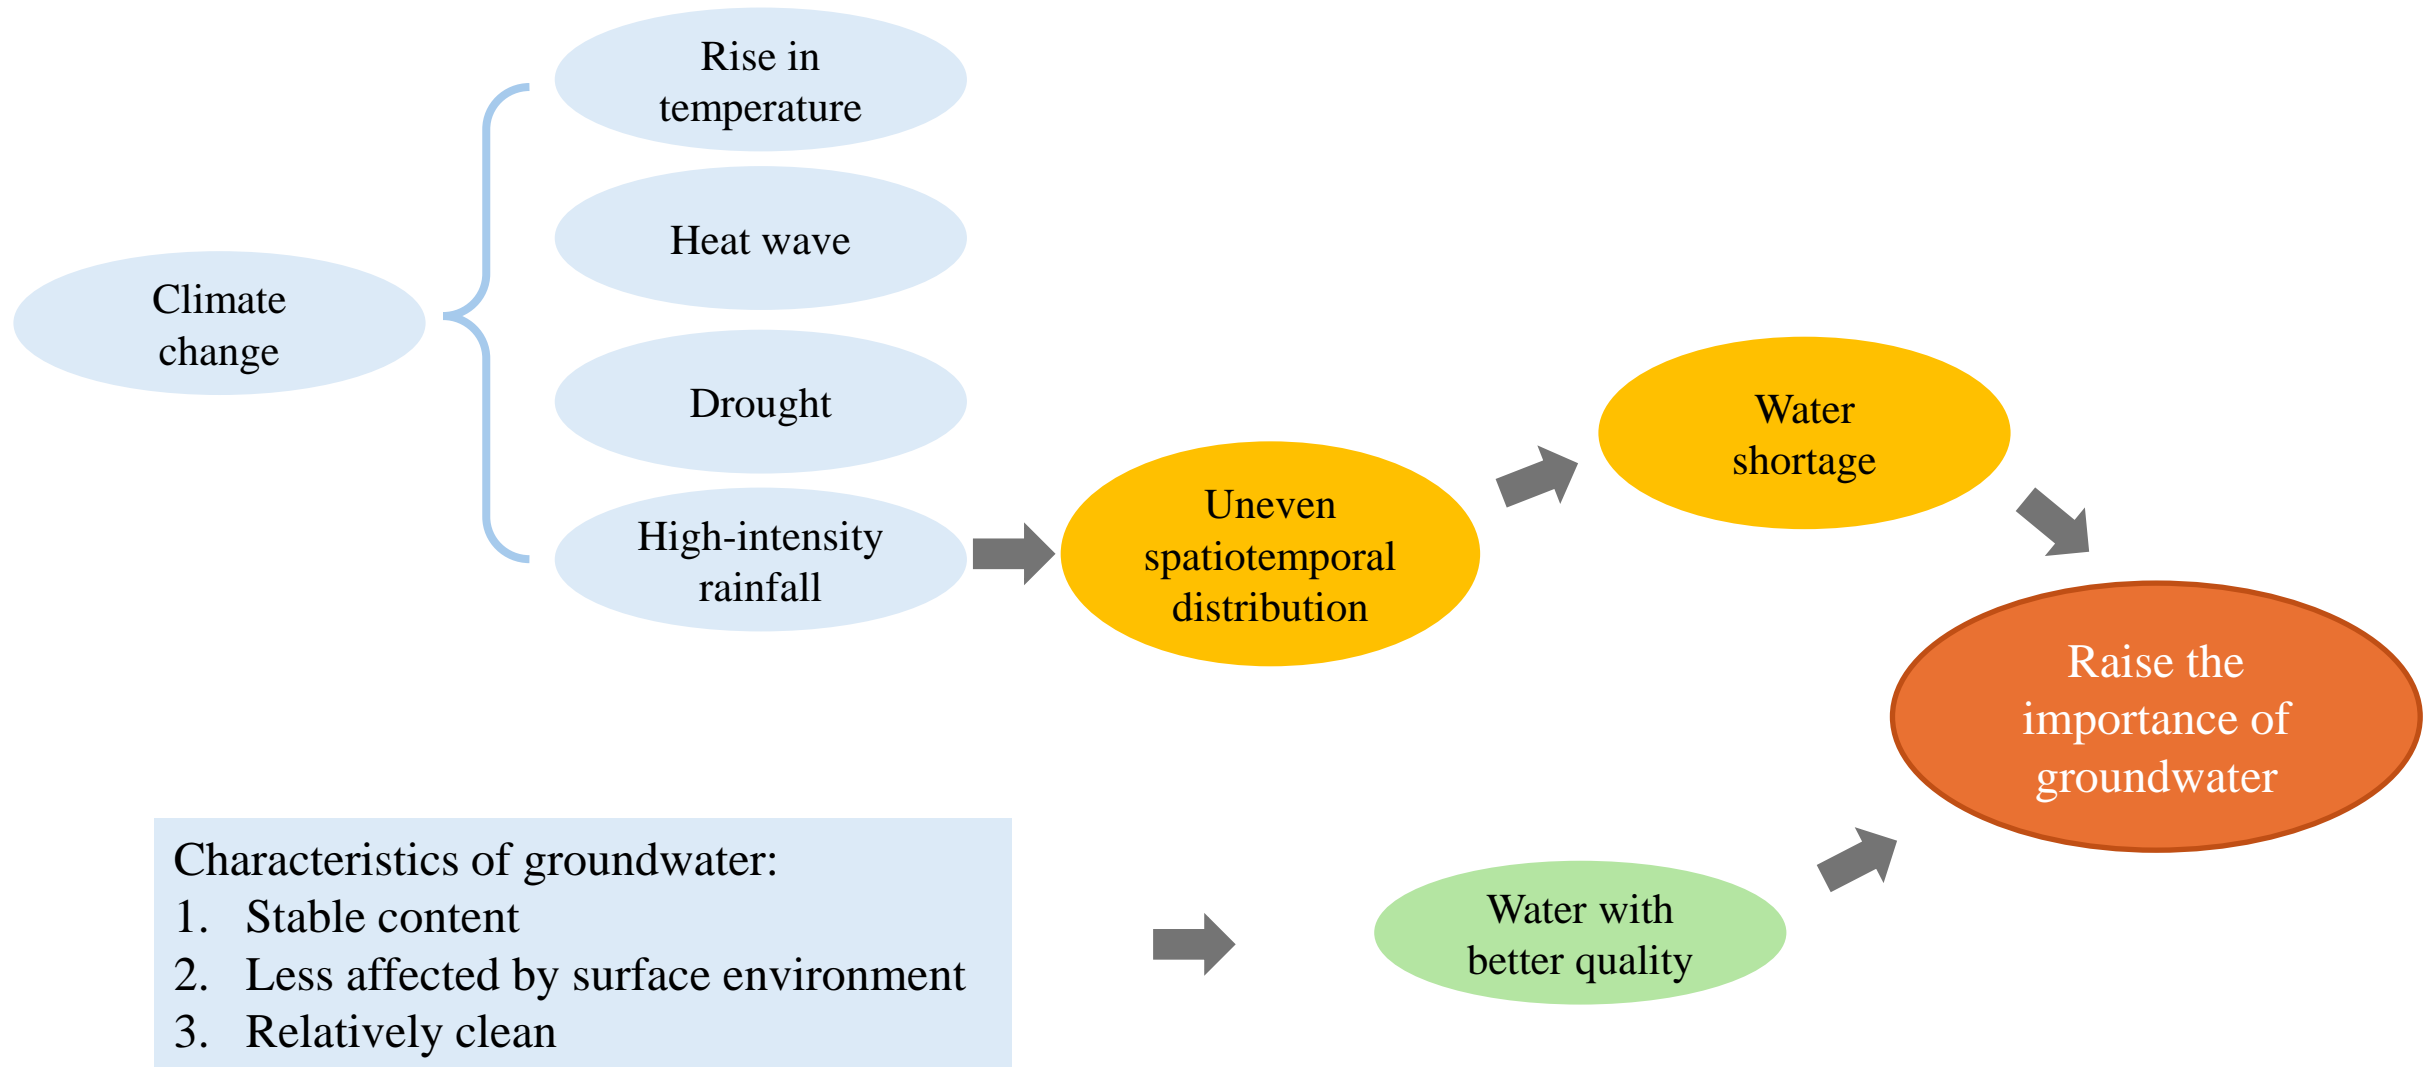 Rise in
temperature
Heat wave
Climate
change
Drought
High-intensity
rainfall
Uneven
spatiotemporal
distribution
Water
shortage
Raise the
importance of
groundwater
Characteristics of groundwater:
1. Stable content
2. Less affected by surface environment
3. Relatively clean
Water with
better quality